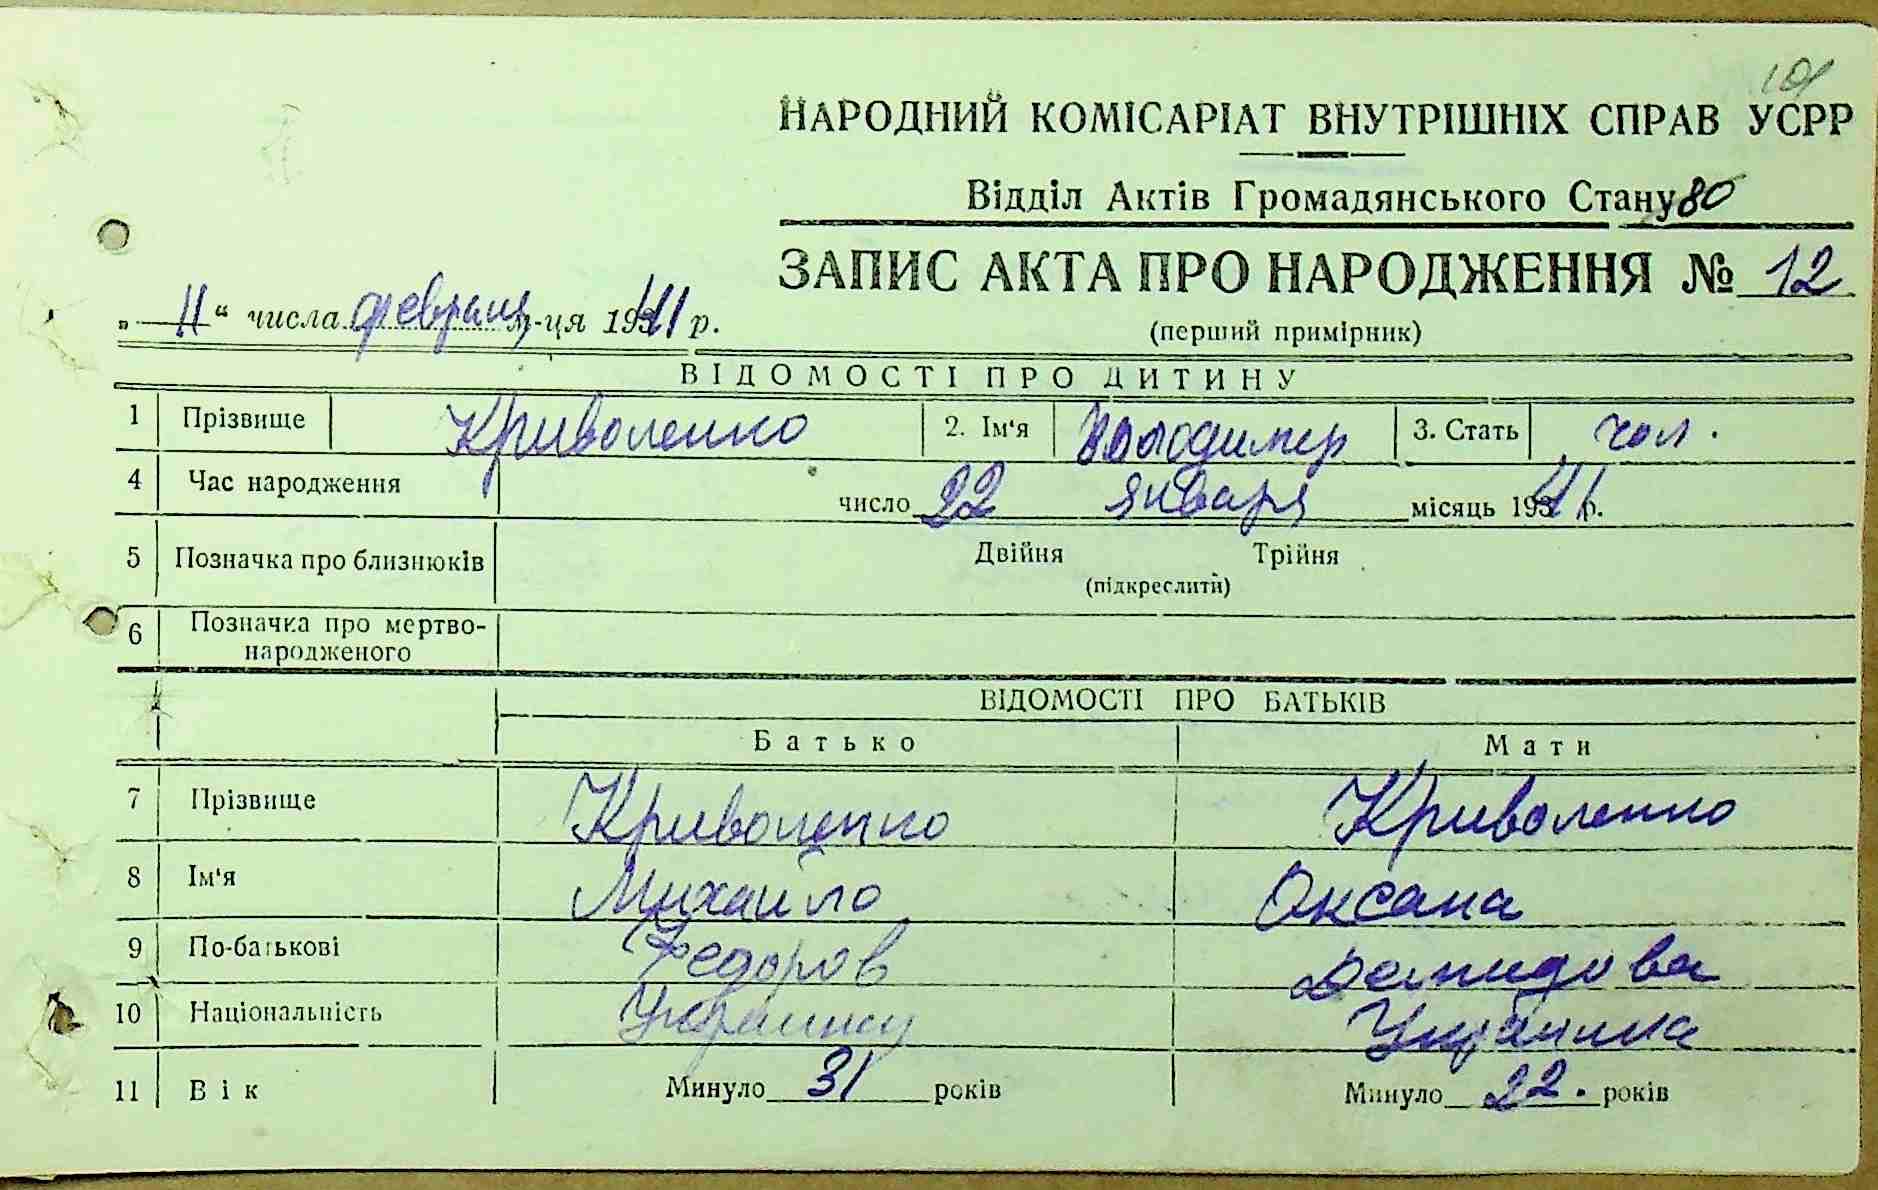 101
НАРОДНИЙ КОМІСАРІАТ ВНУТРІШНІХ СПРАВ УСРР
Відділ Актів Громадянського Стану 80
ЗАПИС АКТА ПРО НАРОДЖЕННЯ № 12
„ 11 “ числа февраля м-ця 1941 р.
(перший примірник)
ВІДОМОСТІ ПРО ДИТИНУ
1 Прізвище Криволенко 2. Ім'я Володимер 3. Стать чол.
4 Час народження число 22 января місяць 1941 р.
5 Позначка про близнюків Двійня Трійня
(підкреслити)
6 Позначка про мертво-
народженого
ВІДОМОСТІ ПРО БАТЬКІВ
Батько Мати
7 Прізвище Криволенко Криволенко
8 Ім'я Михайло Оксана
9 По-батькові Федоров Демидова
10 Національність Украинец Украинка
11 Вік Минуло 31 років Минуло 22. років